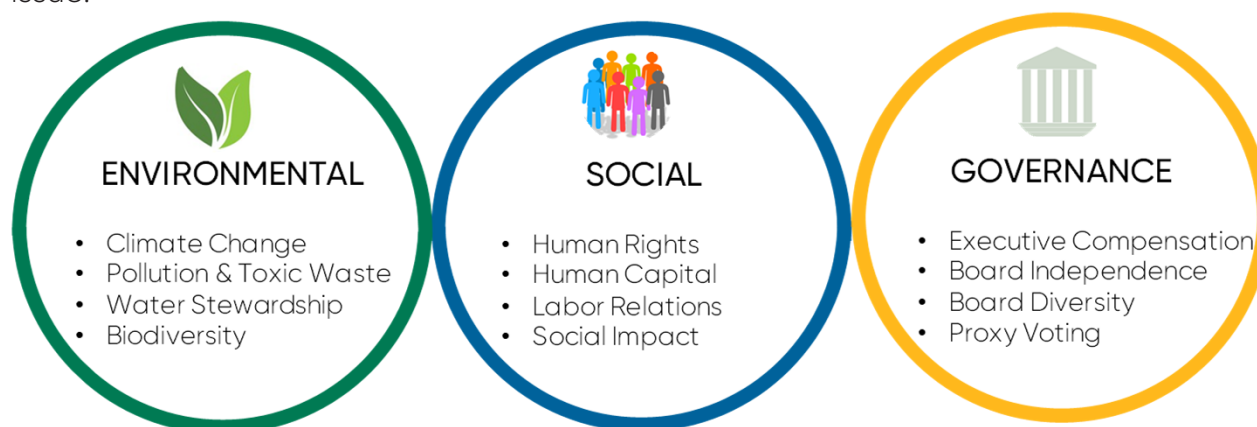 issue.
ENVIRONMENTAL
• Climate Change
• Pollution & Toxic Waste
• Water Stewardship
• Biodiversity
SOCIAL
• Human Rights
• Human Capital
• Labor Relations
• Social Impact
GOVERNANCE
• Executive Compensation
• Board Independence
• Board Diversity
• Proxy Voting